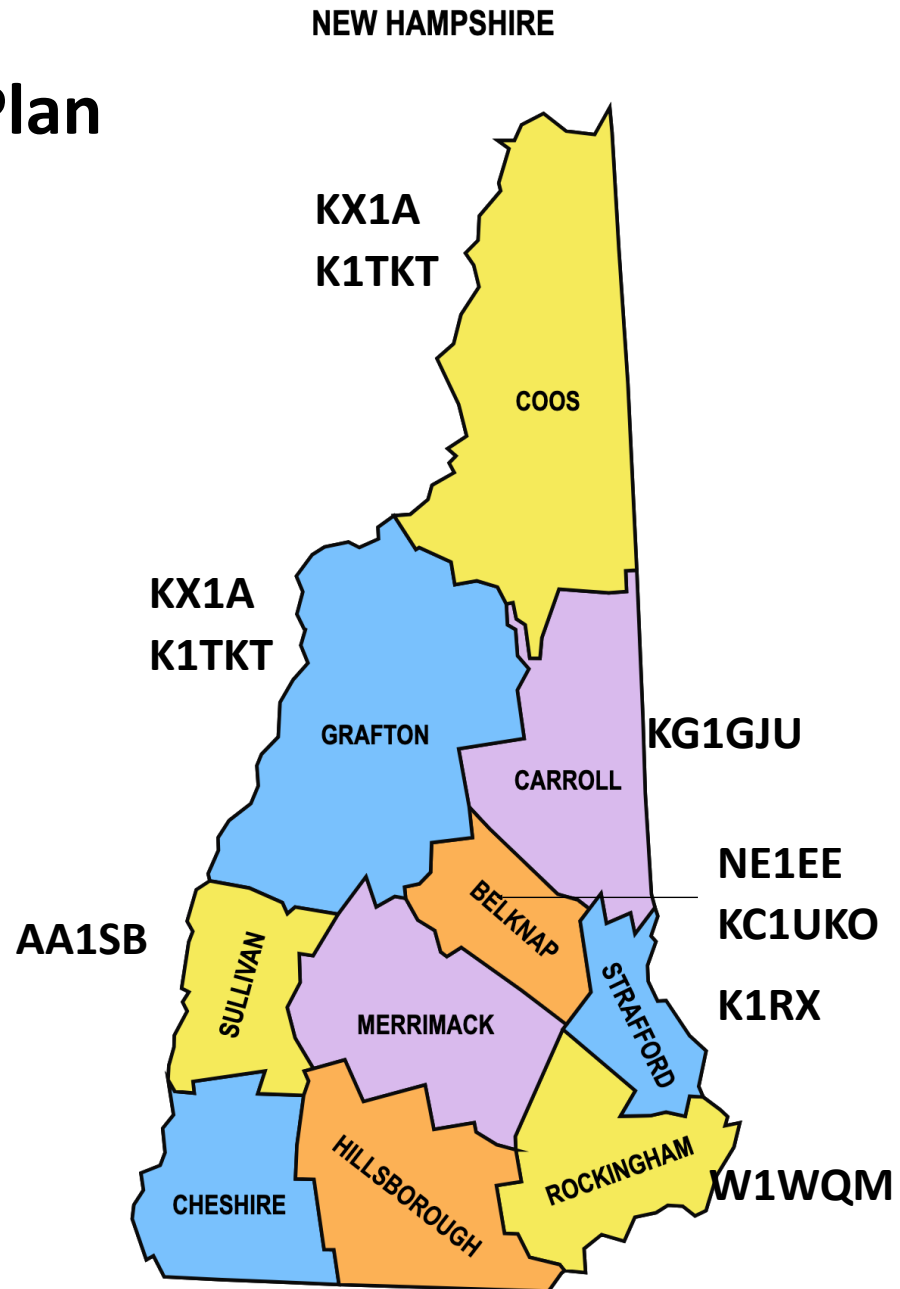 NEW HAMPSHIRE
Plan
KX1A
K1TKT
COOS
KX1A
K1TKT
GRAFTON
KG1GJU
CARROLL
NE1EE
BELKNAP
KC1UKO
AA1SB
SULLIVAN
K1RX
STRAFFORD
MERRIMACK
W1WQM
ROCKINGHAM
HILLSBOROUGH
CHESHIRE